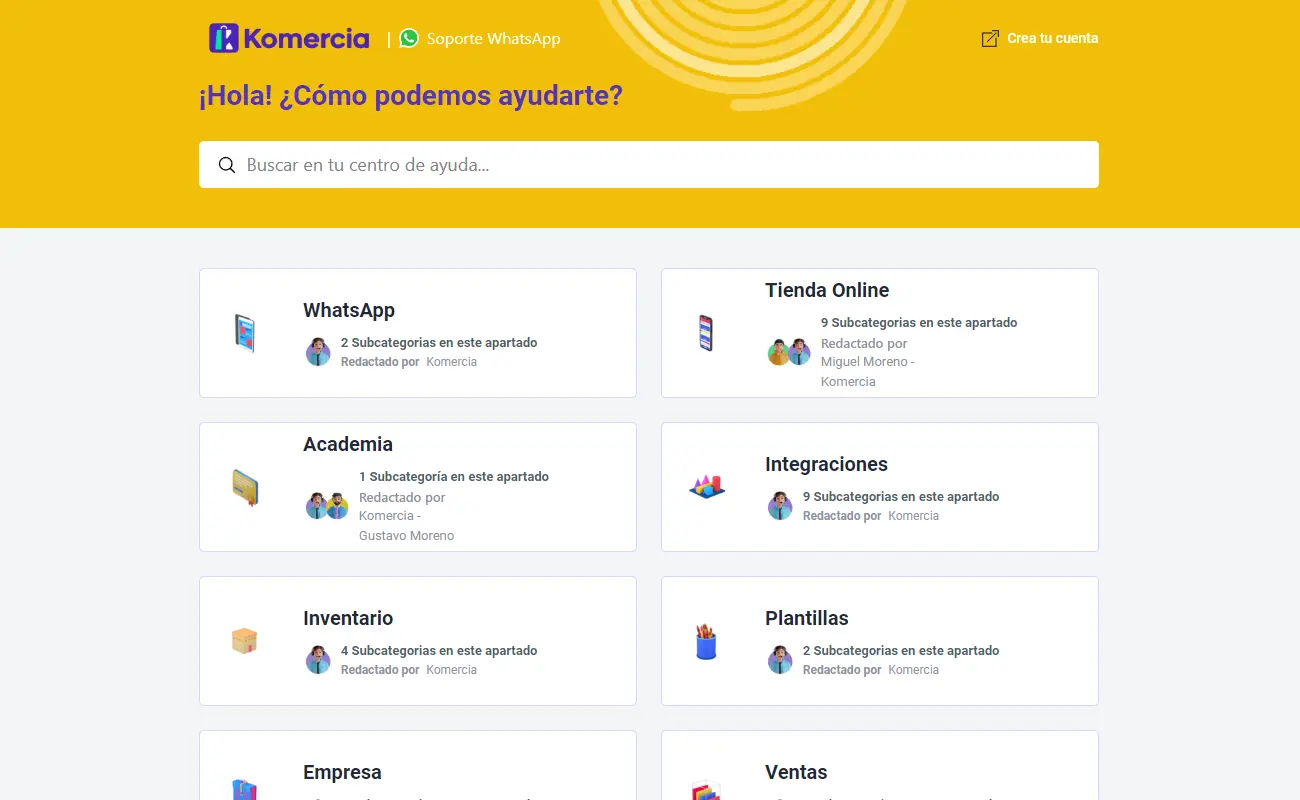 Komercia | Soporte WhatsApp
Crea tu cuenta
¡Hola! ¿Cómo podemos ayudarte?
Buscar en tu centro de ayuda...
WhatsApp
2 Subcategorias en este apartado
Redactado por Komercia
Tienda Online
9 Subcategorias en este apartado
Redactado por
Miguel Moreno -
Komercia
Academia
1 Subcategoría en este apartado
Redactado por
Komercia -
Gustavo Moreno
Integraciones
9 Subcategorias en este apartado
Redactado por Komercia
Inventario
4 Subcategorias en este apartado
Redactado por Komercia
Plantillas
2 Subcategorias en este apartado
Redactado por Komercia
Empresa
Ventas